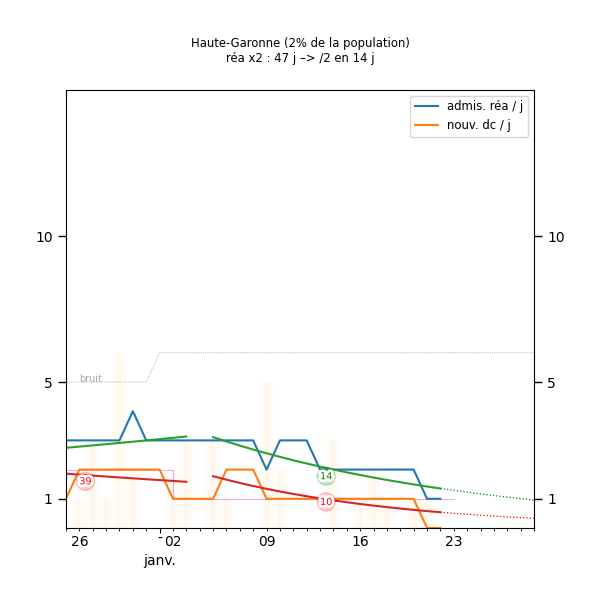 Haute-Garonne (2% de la population)
réa x2 : 47 j –> /2 en 14 j
admis. réa / j
nouv. dc / j
10 10
bruit
5 5
39
14
10
1 1
26 02 09 16 23
janv.